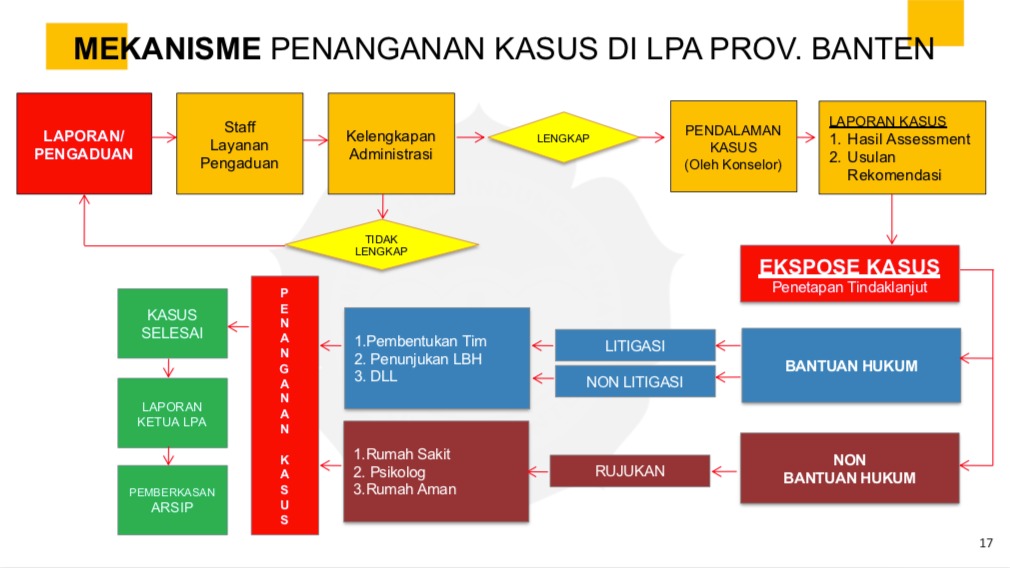 MEKANISME PENANGANAN KASUS DI LPA PROV. BANTEN
LAPORAN/
PENGADUAN
Staff
Layanan
Pengaduan
Kelengkapan
Administrasi
LENGKAP
PENDALAMAN
KASUS
(Oleh Konselor)
LAPORAN KASUS
1. Hasil Assessment
2. Usulan
Rekomendasi
TIDAK
LENGKAP
EKSPOSE KASUS
Penetapan Tindaklanjut
BANTUAN HUKUM
LITIGASI
NON LITIGASI
1.Pembentukan Tim
2. Penunjukan LBH
3. DLL
NON
BANTUAN HUKUM
RUJUKAN
1.Rumah Sakit
2. Psikolog
3.Rumah Aman
P
E
N
A
N
G
A
N
A
N
K
A
S
U
S
KASUS
SELESAI
LAPORAN
KETUA LPA
PEMBERKASAN
ARSIP
17